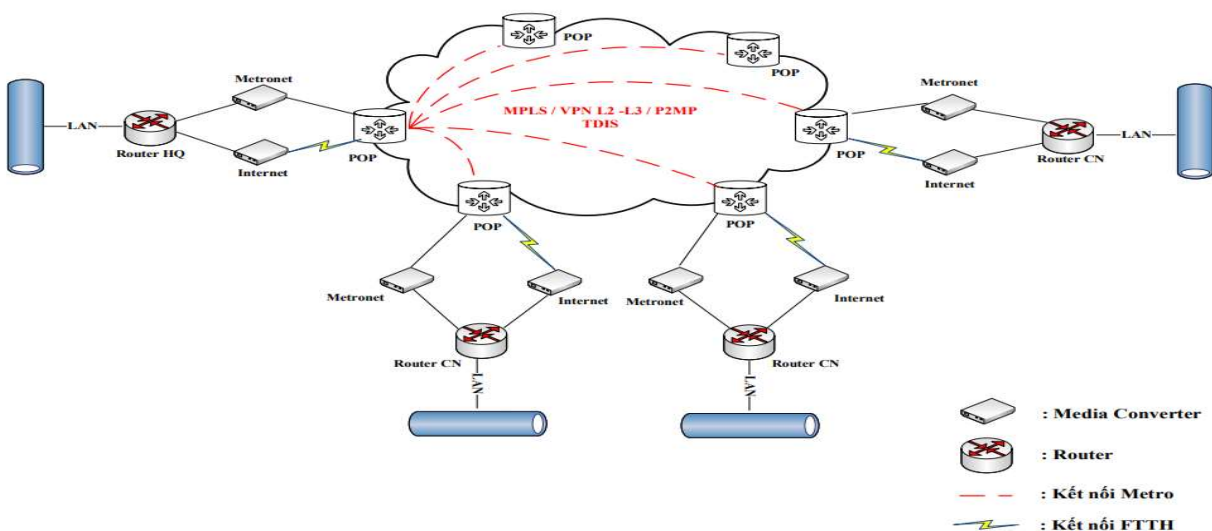 POP
POP
Metronet
Metronet
MPLS / VPN L2 -L3 / P2MP
TDIS
LAN
Router HQ
POP
Internet
POP
LAN
Router CN
Internet
POP
POP
Metronet
Internet
Metronet
Internet
Router CN
Router CN
LAN
LAN
: Media Converter
: Router
: Kết nối Metro
: Kết nối FTTH